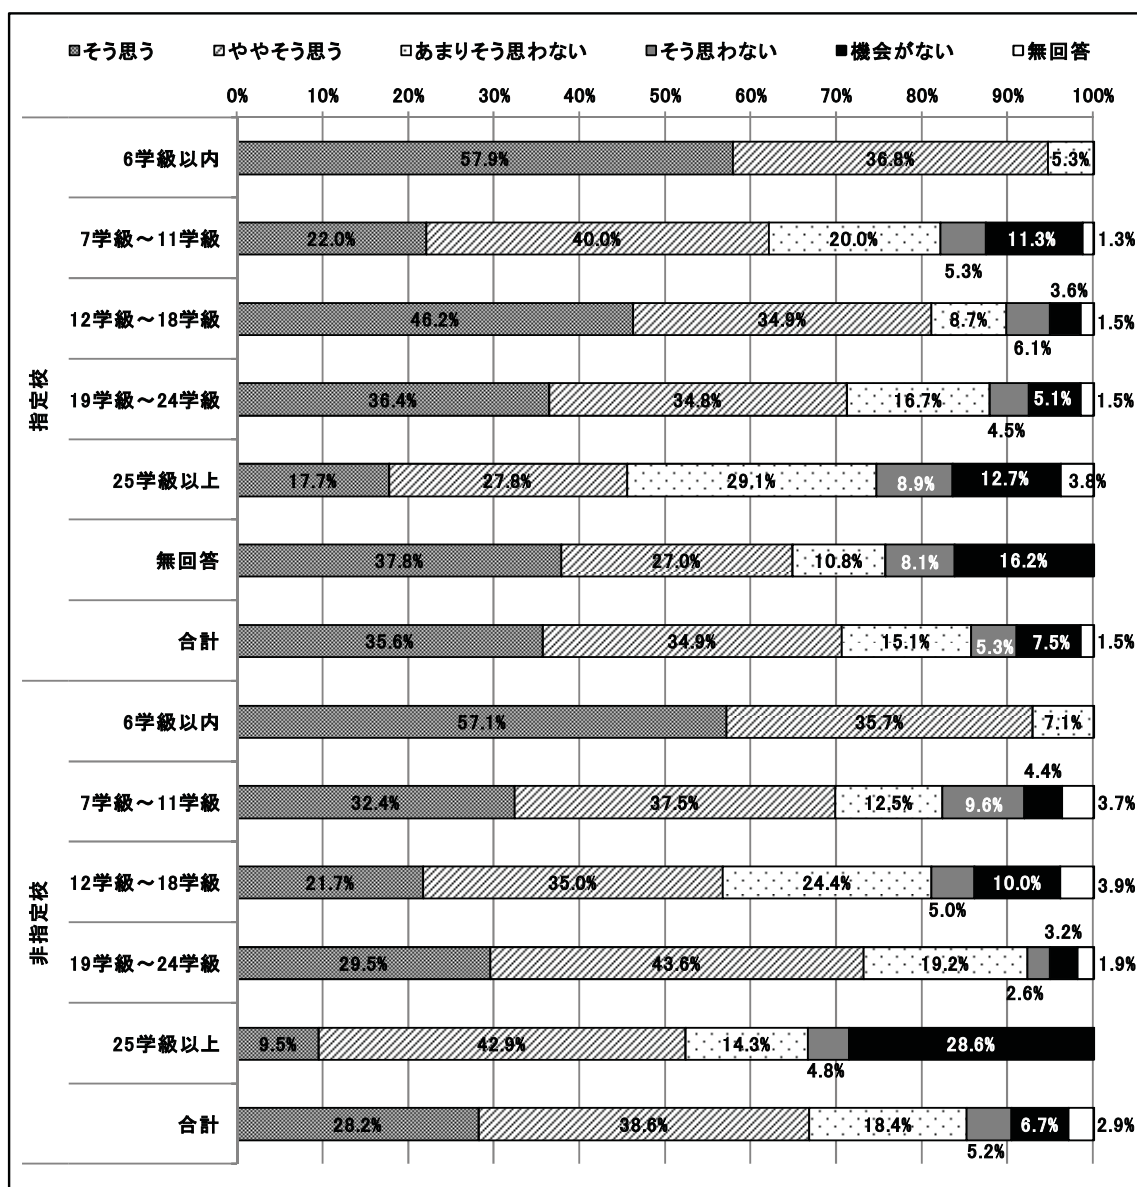 そう思う ややそう思う あまりそう思わない そう思わない 機会がない 無回答
0% 10% 20% 30% 40% 50% 60% 70% 80% 90% 100%
指定校
6学級以内 57.9% 36.8% 5.3%
7学級～11学級 22.0% 40.0% 20.0% 5.3% 11.3% 1.3%
12学級～18学級 46.2% 34.9% 8.7% 6.1% 3.6% 1.5%
19学級～24学級 36.4% 34.8% 16.7% 4.5% 5.1% 1.5%
25学級以上 17.7% 27.8% 29.1% 8.9% 12.7% 3.8%
無回答 37.8% 27.0% 10.8% 8.1% 16.2%
合計 35.6% 34.9% 15.1% 5.3% 7.5% 1.5%
非指定校
6学級以内 57.1% 35.7% 7.1%
7学級～11学級 32.4% 37.5% 12.5% 9.6% 4.4% 3.7%
12学級～18学級 21.7% 35.0% 24.4% 5.0% 10.0% 3.9%
19学級～24学級 29.5% 43.6% 19.2% 2.6% 3.2% 1.9%
25学級以上 9.5% 42.9% 14.3% 4.8% 28.6%
合計 28.2% 38.6% 18.4% 5.2% 6.7% 2.9%